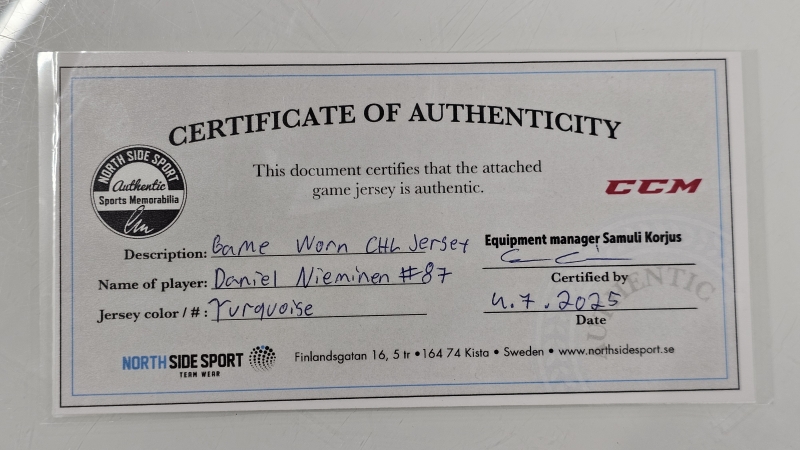 CERTIFICATE OF AUTHENTICITY
This document certifies that the attached
game jersey is authentic.
NORTH SIDE SPORT
Authentic
Sports Memorabilia
CCM
Description: Game Worn CHL Jersey
Name of player: Daniel Nieminen #87
Jersey color / # : Turquoise
Equipment manager Samuli Korjus
Certified by
4.7.2025
Date
AUTHENTIC
NORTH SIDE SPORT
TEAM WEAR
Finlandsgatan 16, 5 tr • 164 74 Kista • Sweden • www.northsidesport.se